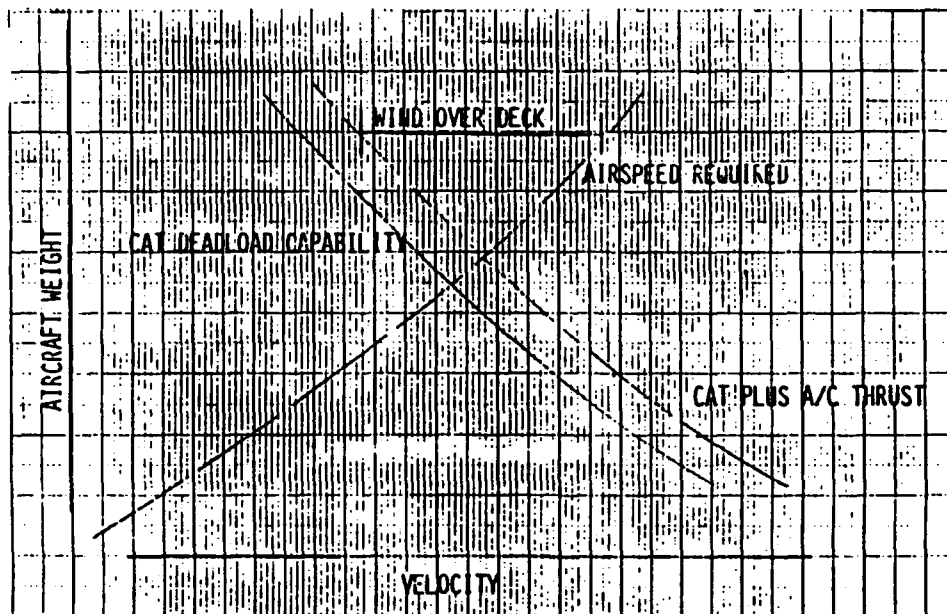 WIND OVER DECK
AIRSPEED REQUIRED
CAT DEADLOAD CAPABILITY
AIRCRAFT WEIGHT
CAT PLUS A/C THRUST
VELOCITY